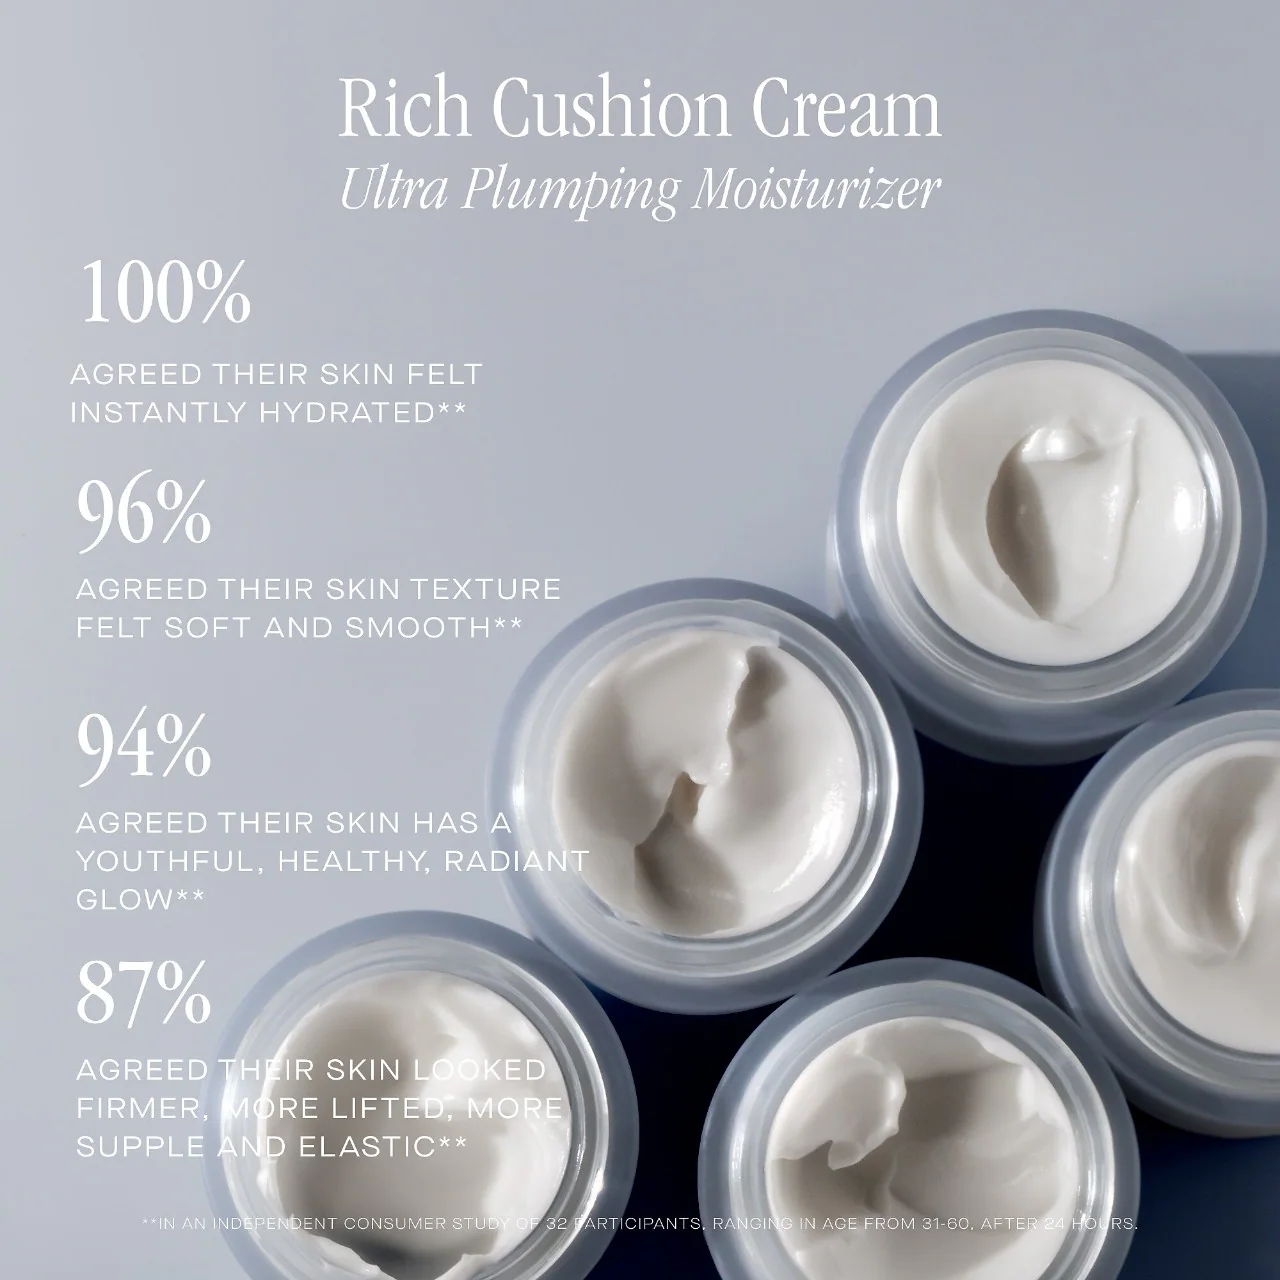 Rich Cushion Cream
Ultra Plumping Moisturizer
100%
AGREED THEIR SKIN FELT
INSTANTLY HYDRATED**
96%
AGREED THEIR SKIN TEXTURE
FELT SOFT AND SMOOTH**
94%
AGREED THEIR SKIN HAS A
YOUTHFUL, HEALTHY, RADIANT
GLOW**
87%
AGREED THEIR SKIN LOOKED
FIRMER, MORE LIFTED, MORE
SUPPLE AND ELASTIC**
**IN AN INDEPENDENT CONSUMER STUDY OF 32 PARTICIPANTS, RANGING IN AGE FROM 31-60, AFTER 24 HOURS.